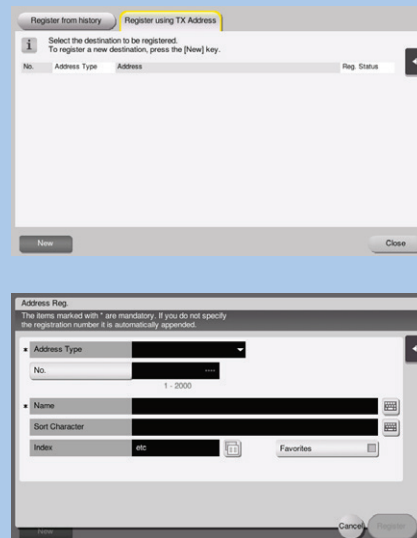 Register from history
Register using TX Address
Select the destination to be registered.
To register a new destination, press the [New] key.
No. Address Type Address Reg. Status
New
Close
Address Reg.
The items marked with * are mandatory. If you do not specify
the registration number it is automatically appended.
* Address Type
No. ----
1 - 2000
* Name
Sort Character
Index etc Favorites
Cancel Register
New